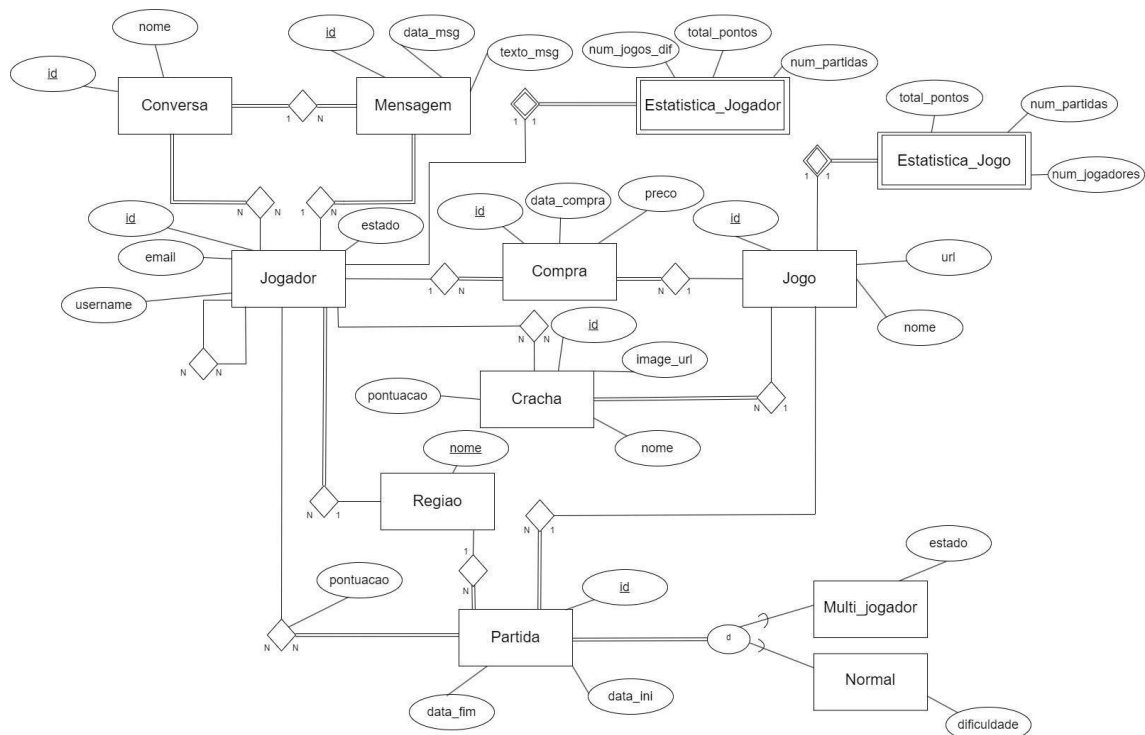 nome
id
Conversa
1
N
id
data_msg
texto_msg
Mensagem
num_jogos_dif
total_pontos
num_partidas
Estatistica_Jogador
1
1
total_pontos
num_partidas
Estatistica_Jogo
num_jogadores
1
1
N
N
1
N
id
email
username
estado
Jogador
N
N
1
N
id
data_compra
preco
Compra
N
1
id
url
nome
Jogo
N
N
id
image_url
pontuacao
Cracha
nome
N
1
nome
Regiao
N
1
1
N
N
1
pontuacao
N
N
id
Partida
data_fim
data_ini
d
estado
Multi_jogador
Normal
dificuldade